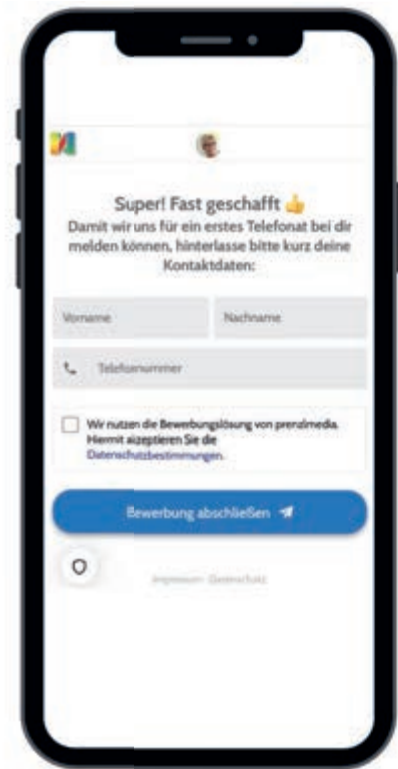 Super! Fast geschafft 👍
Damit wir uns für ein erstes Telefonat bei dir
melden können, hinterlasse bitte kurz deine
Kontaktdaten:
Vorname Nachname
Telefonnummer
Wir nutzen die Bewerbungslösung von prenzlmedia.
Hiermit akzeptieren Sie die
Datenschutzbestimmungen.
Bewerbung abschließen
Impressum · Datenschutz